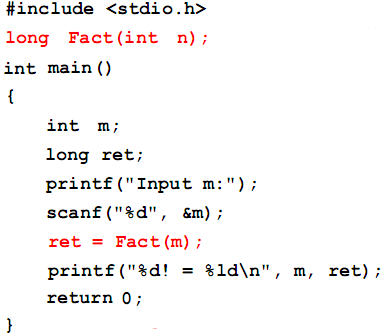 #include <stdio.h>
long Fact(int n);
int main()
{
int m;
long ret;
printf("Input m:");
scanf("%d", &m);
ret = Fact(m);
printf("%d! = %ld\n", m, ret);
return 0;
}